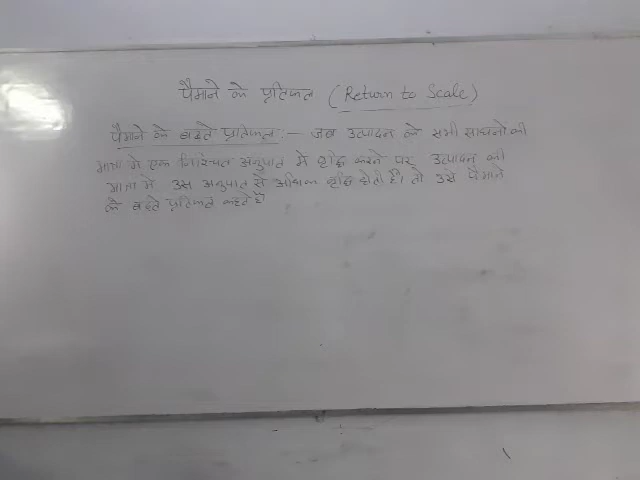 पैमाने के प्रतिफल (Return to Scale)
पैमाने के बढ़ते प्रतिफल :- जब उत्पादन के सभी साधनों की
मात्रा में एक निश्चित अनुपात में वृद्धि करने पर उत्पादन की
मात्रा में उस अनुपात से अधिक वृद्धि होती है। तो उसे पैमाने
के बढ़ते प्रतिफल कहते है